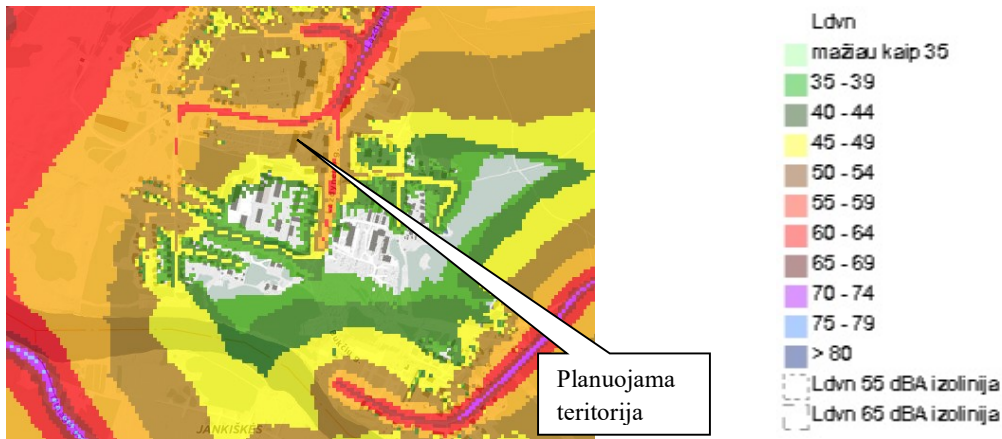 Ldvn
mažiau kaip 35
35 - 39
40 - 44
45 - 49
50 - 54
55 - 59
60 - 64
65 - 69
70 - 74
75 - 79
> 80
Ldvn 55 dBA izolinija
Ldvn 65 dBA izolinija
Planuojama
teritorija
JANKIŠKĖS